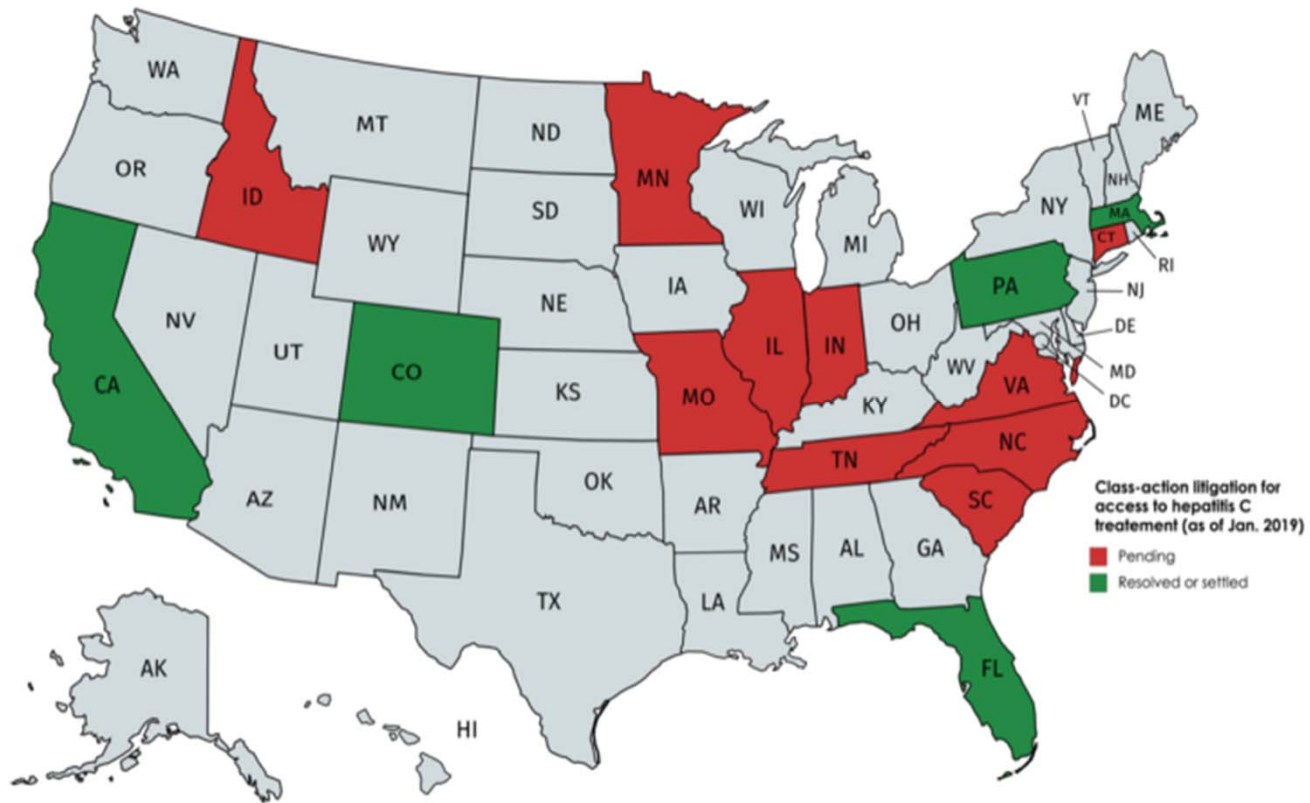 WA
MT
ND
MN
OR
ID
SD
WI
MI
WY
NY
VT
ME
NH
MA
CT
RI
NJ
DE
MD
DC
PA
NV
UT
CO
NE
IA
IL
IN
OH
WV
VA
CA
KS
MO
KY
NC
TN
SC
AZ
NM
OK
AR
MS
AL
GA
TX
LA
FL
AK
HI
Class-action litigation for
access to hepatitis C
treatement (as of Jan. 2019)
Pending
Resolved or settled